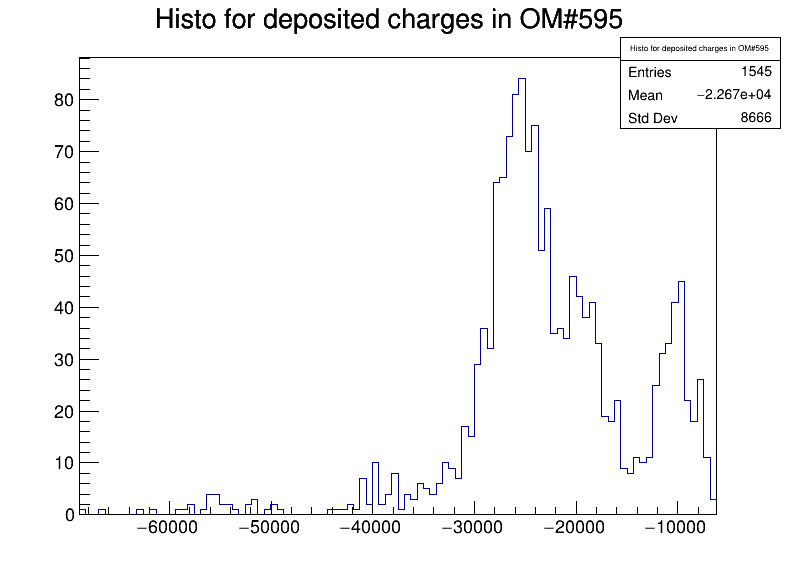 Histo for deposited charges in OM#595
Histo for deposited charges in OM#595
Entries 1545
Mean −2.267e+04
Std Dev 8666
80
70
60
50
40
30
20
10
0
−60000 −50000 −40000 −30000 −20000 −10000